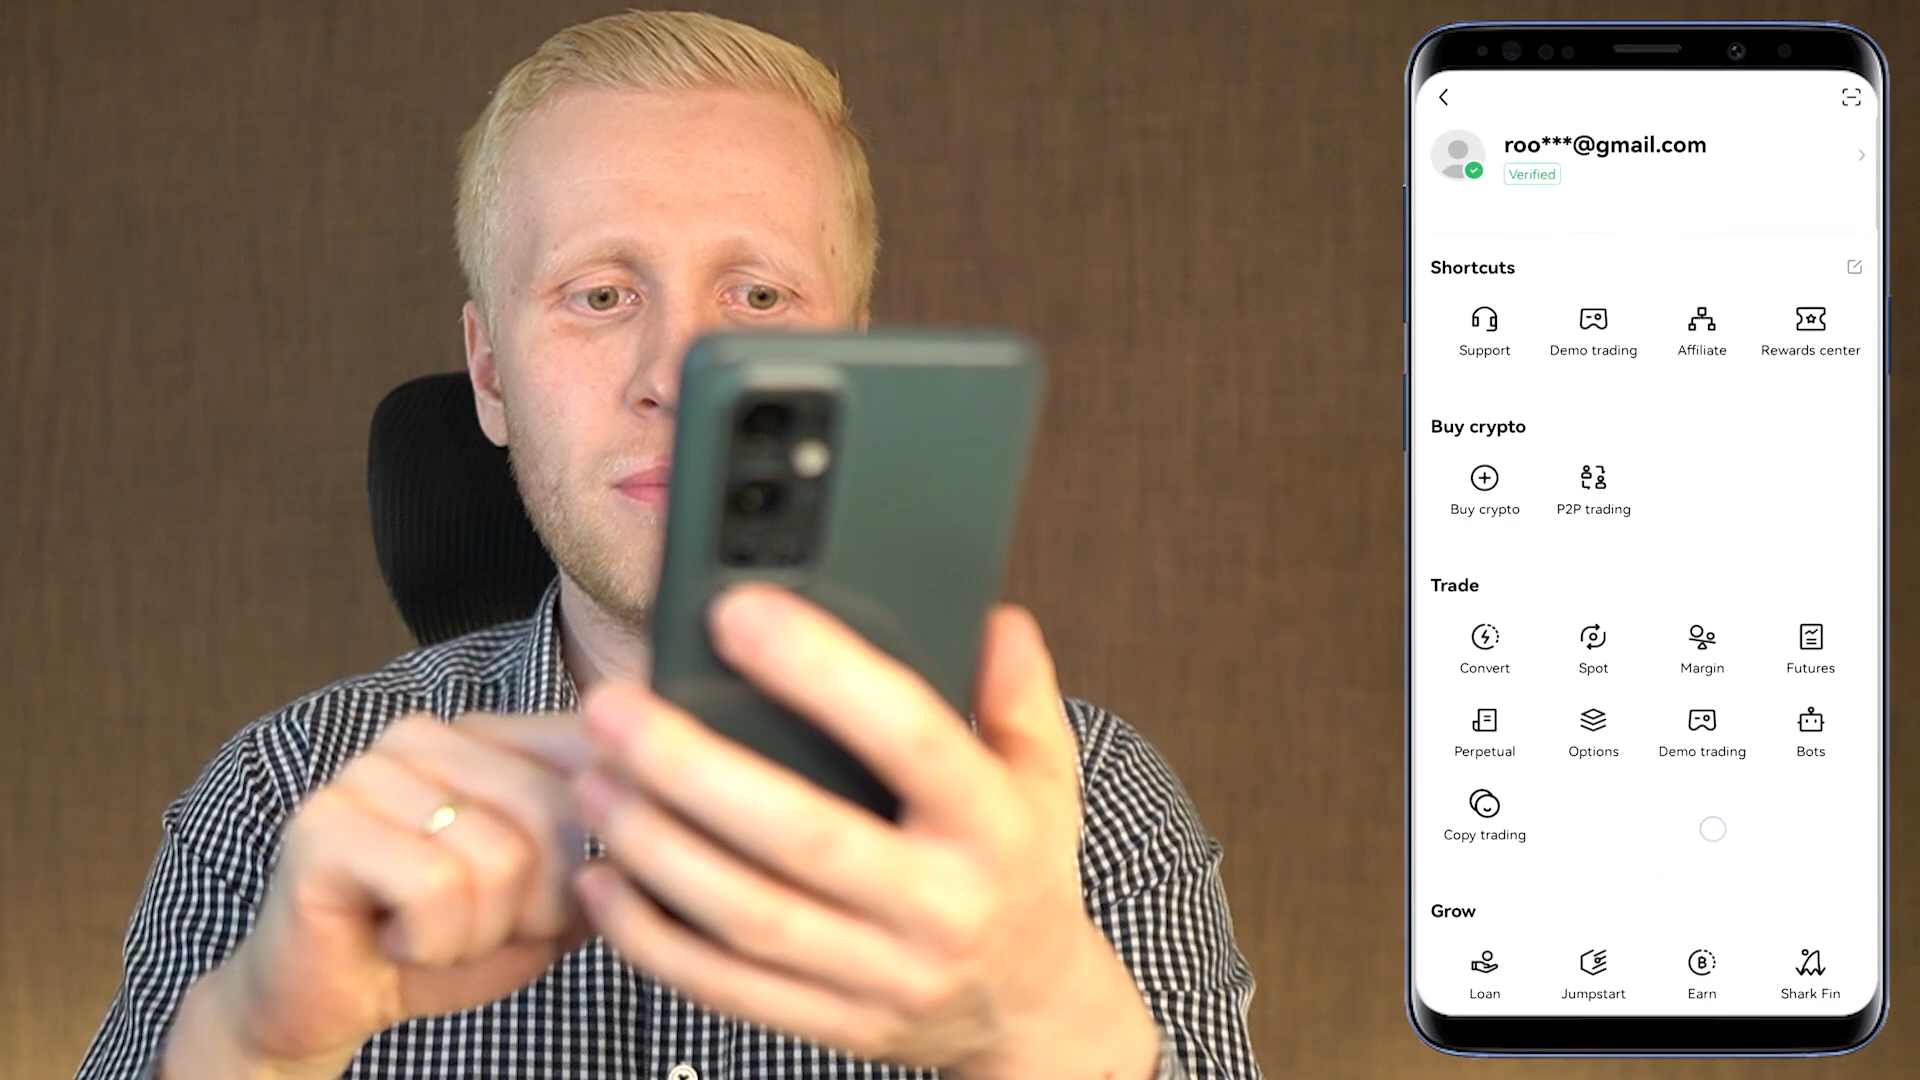 roo***@gmail.com
Verified
Shortcuts
Support Demo trading Affiliate Rewards center
Buy crypto
Buy crypto P2P trading
Trade
Convert Spot Margin Futures
Perpetual Options Demo trading Bots
Copy trading
Grow
Loan Jumpstart Earn Shark Fin